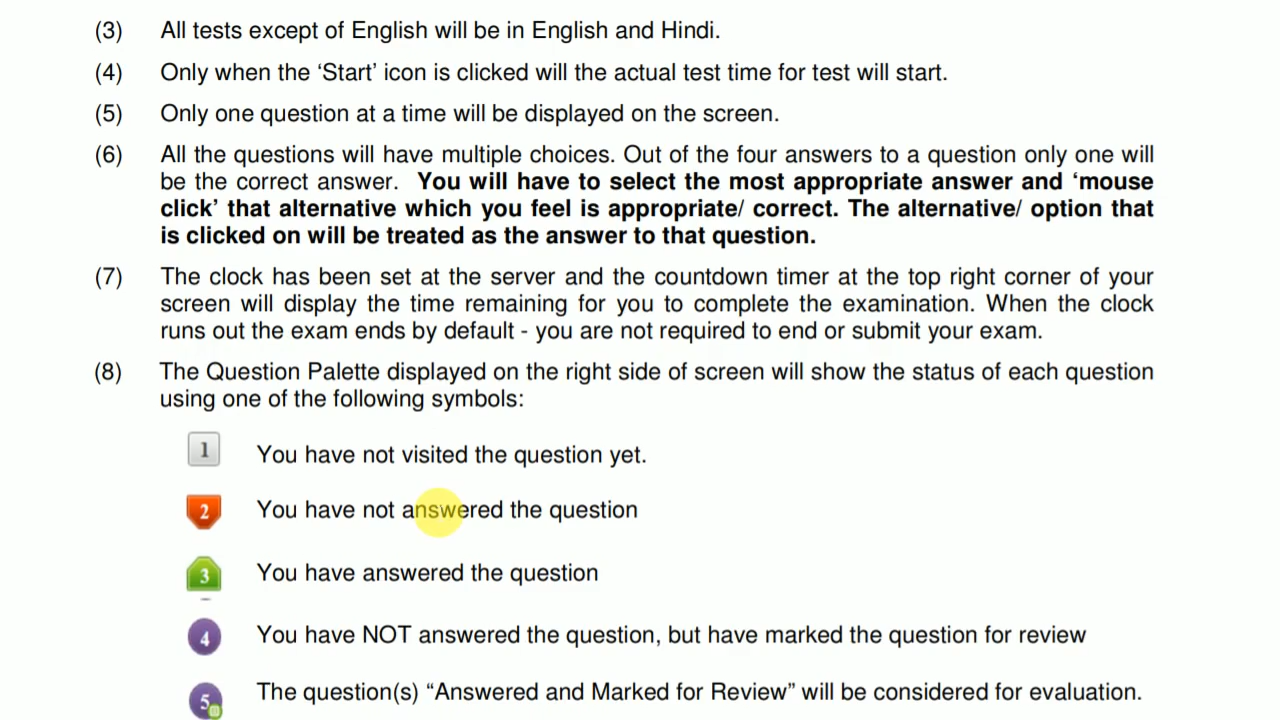 (3) All tests except of English will be in English and Hindi.
(4) Only when the ‘Start’ icon is clicked will the actual test time for test will start.
(5) Only one question at a time will be displayed on the screen.
(6) All the questions will have multiple choices. Out of the four answers to a question only one will
be the correct answer. You will have to select the most appropriate answer and ‘mouse
click’ that alternative which you feel is appropriate/ correct. The alternative/ option that
is clicked on will be treated as the answer to that question.
(7) The clock has been set at the server and the countdown timer at the top right corner of your
screen will display the time remaining for you to complete the examination. When the clock
runs out the exam ends by default - you are not required to end or submit your exam.
(8) The Question Palette displayed on the right side of screen will show the status of each question
using one of the following symbols:
1 You have not visited the question yet.
2 You have not answered the question
3 You have answered the question
4 You have NOT answered the question, but have marked the question for review
5 The question(s) “Answered and Marked for Review” will be considered for evaluation.